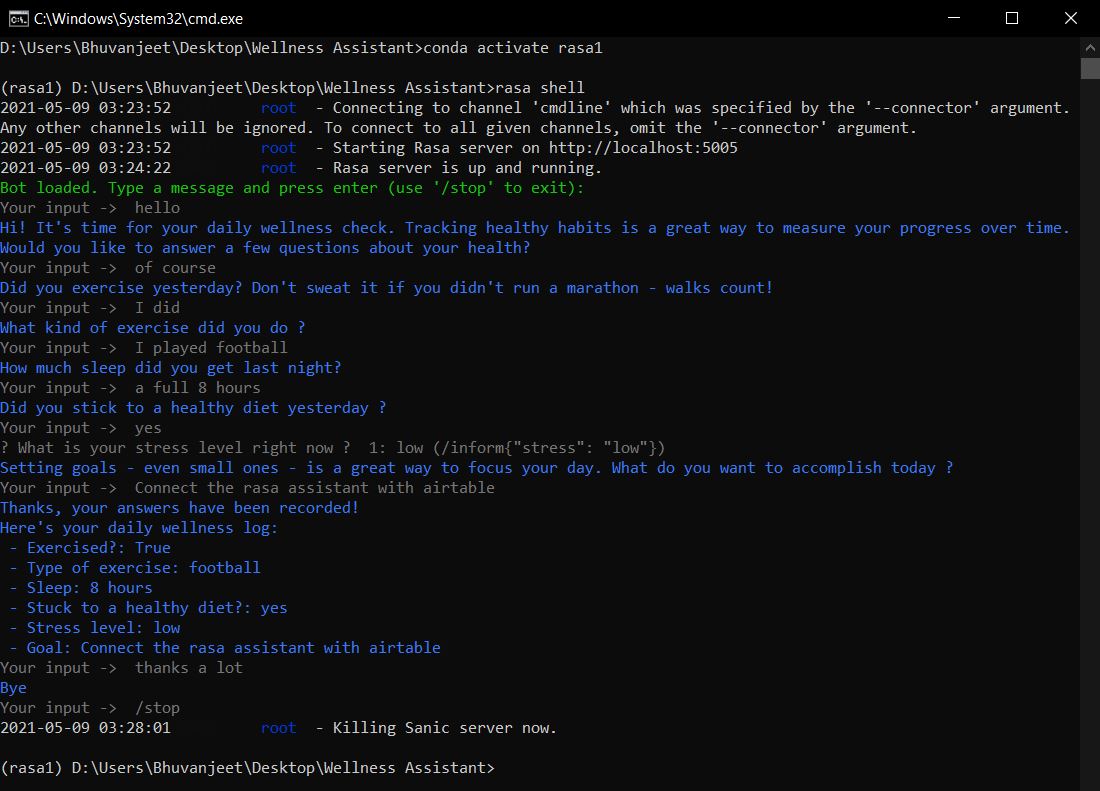 C:\Windows\System32\cmd.exe
D:\Users\Bhuvanjeet\Desktop\Wellness Assistant>conda activate rasa1
(rasa1) D:\Users\Bhuvanjeet\Desktop\Wellness Assistant>rasa shell
2021-05-09 03:23:52 root - Connecting to channel 'cmdline' which was specified by the '--connector' argument.
Any other channels will be ignored. To connect to all given channels, omit the '--connector' argument.
2021-05-09 03:23:52 root - Starting Rasa server on http://localhost:5005
2021-05-09 03:24:22 root - Rasa server is up and running.
Bot loaded. Type a message and press enter (use '/stop' to exit):
Your input -> hello
Hi! It's time for your daily wellness check. Tracking healthy habits is a great way to measure your progress over time.
Would you like to answer a few questions about your health?
Your input -> of course
Did you exercise yesterday? Don't sweat it if you didn't run a marathon - walks count!
Your input -> I did
What kind of exercise did you do ?
Your input -> I played football
How much sleep did you get last night?
Your input -> a full 8 hours
Did you stick to a healthy diet yesterday ?
Your input -> yes
? What is your stress level right now ? 1: low (/inform{"stress": "low"})
Setting goals - even small ones - is a great way to focus your day. What do you want to accomplish today ?
Your input -> Connect the rasa assistant with airtable
Thanks, your answers have been recorded!
Here's your daily wellness log:
- Exercised?: True
- Type of exercise: football
- Sleep: 8 hours
- Stuck to a healthy diet?: yes
- Stress level: low
- Goal: Connect the rasa assistant with airtable
Your input -> thanks a lot
Bye
Your input -> /stop
2021-05-09 03:28:01 root - Killing Sanic server now.
(rasa1) D:\Users\Bhuvanjeet\Desktop\Wellness Assistant>